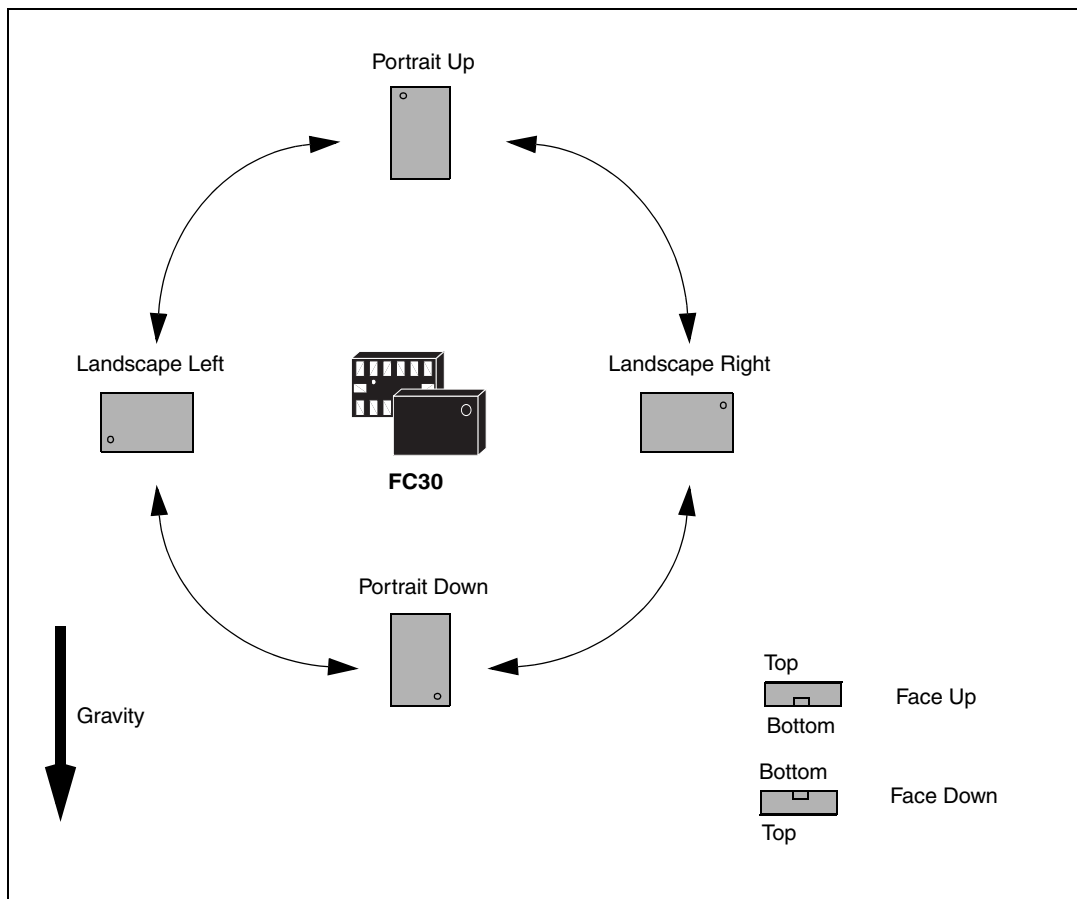 Portrait Up
Landscape Left
Landscape Right
FC30
Portrait Down
Gravity
Top
Bottom
Face Up
Bottom
Top
Face Down